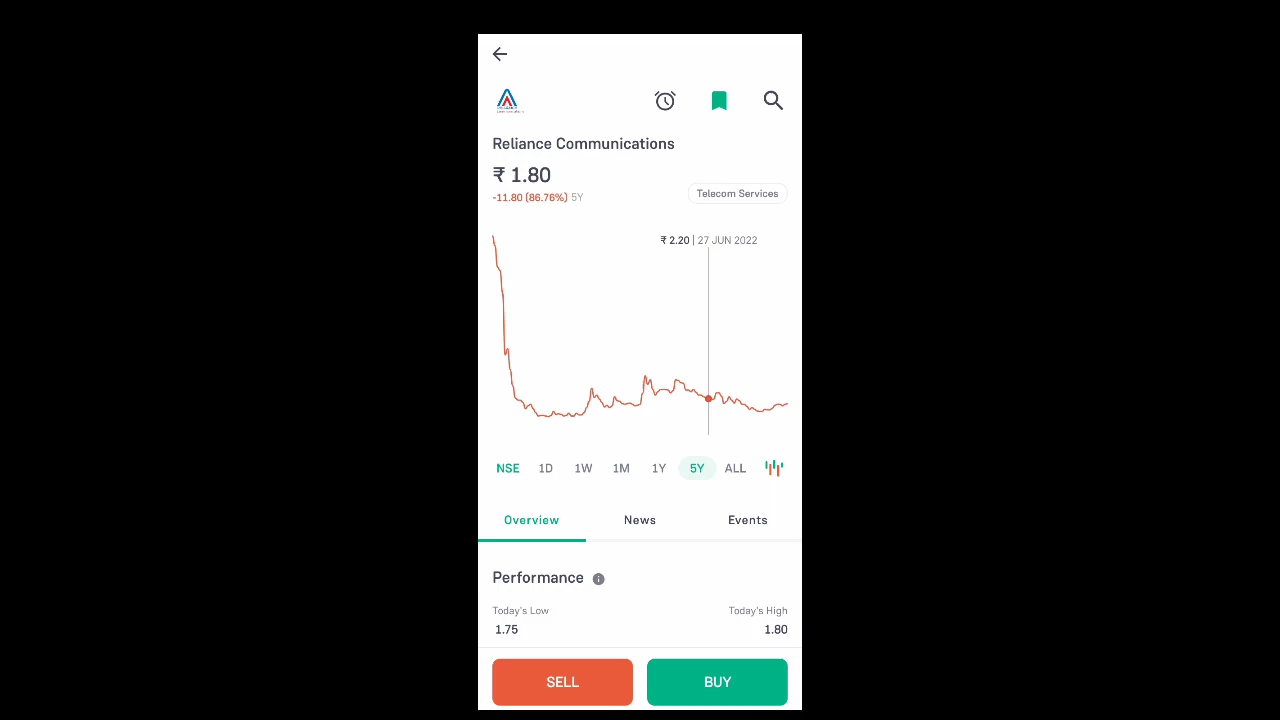 Reliance Communications
₹ 1.80
-11.80 (86.76%) 5Y
Telecom Services
₹ 2.20 | 27 JUN 2022
NSE 1D 1W 1M 1Y 5Y ALL
Overview News Events
Performance
Today's Low Today's High
1.75 1.80
SELL BUY